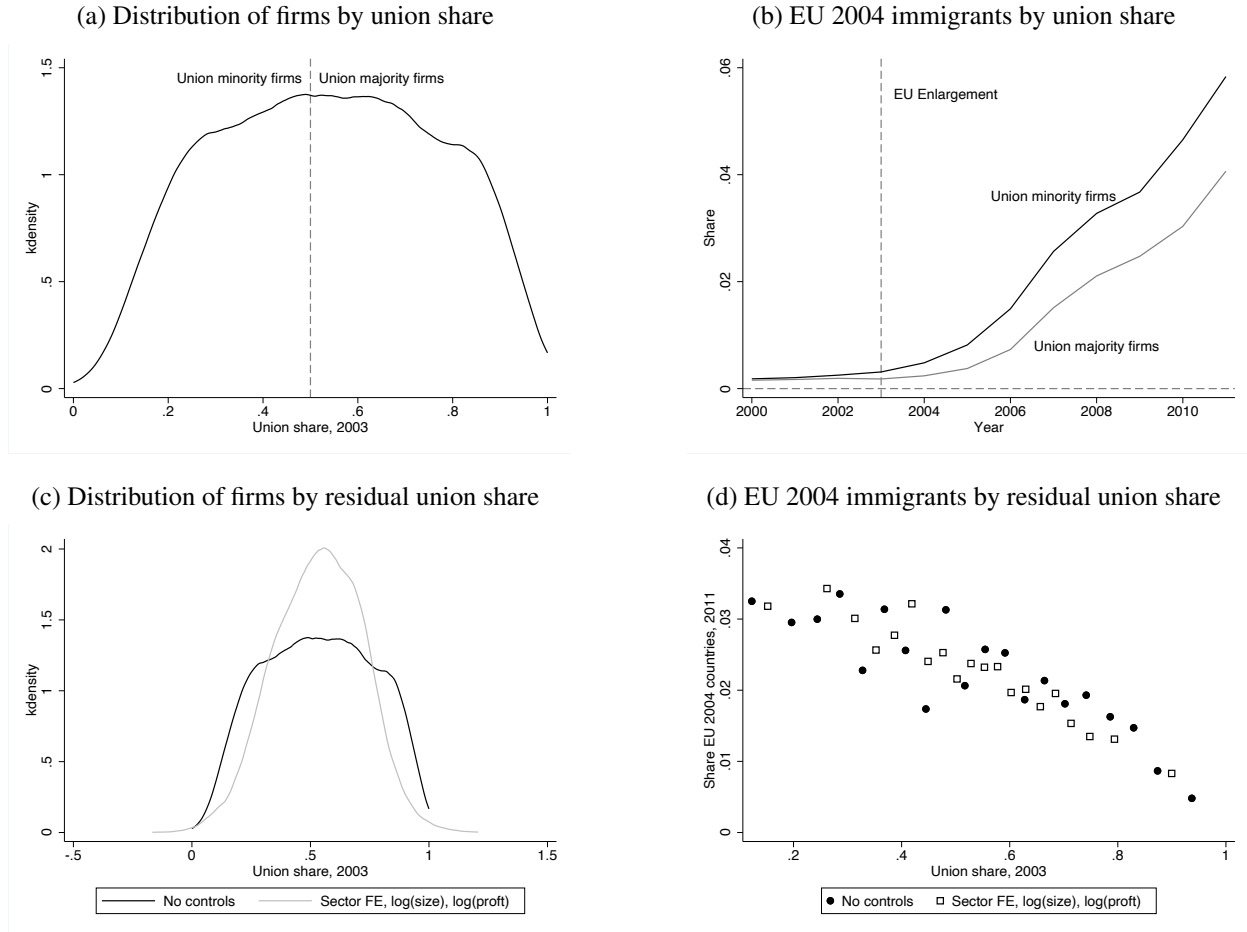 (a) Distribution of firms by union share
Union minority firms
Union majority firms
kdensity
0
.5
1
1.5
0
.2
.4
.6
.8
1
Union share, 2003
(b) EU 2004 immigrants by union share
EU Enlargement
Union minority firms
Union majority firms
Share
0
.02
.04
.06
2000
2002
2004
2006
2008
2010
Year
(c) Distribution of firms by residual union share
kdensity
0
.5
1
1.5
2
-.5
0
.5
1
1.5
Union share, 2003
No controls
Sector FE, log(size), log(proft)
(d) EU 2004 immigrants by residual union share
Share EU 2004 countries, 2011
0
.01
.02
.03
.04
.2
.4
.6
.8
1
Union share, 2003
No controls
Sector FE, log(size), log(proft)